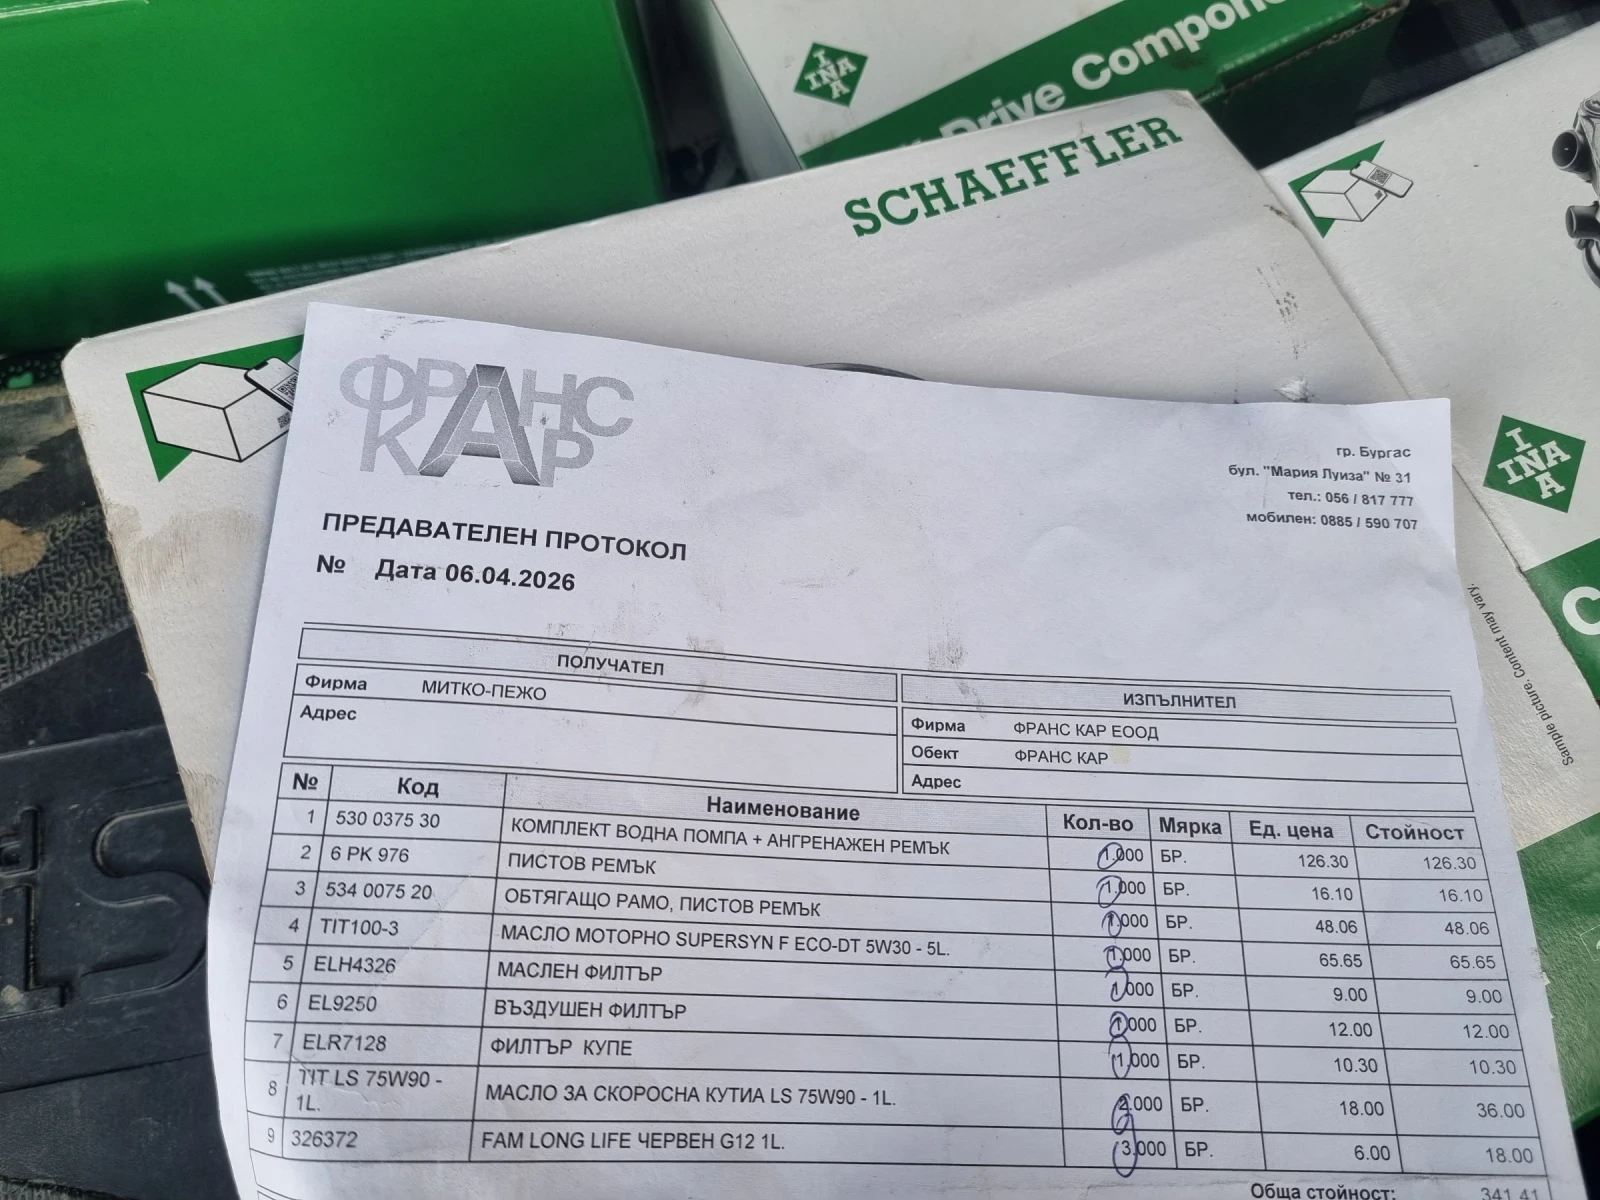 INA
Drive Compon
SCHAEFFLER
INA
Sample picture. Content may vary.
C
ФРАНС
КАР
гр. Бургас
бул. "Мария Луиза" № 31
тел.: 056 / 817 777
мобилен: 0885 / 590 707
ПРЕДАВАТЕЛЕН ПРОТОКОЛ
№ Дата 06.04.2026
ПОЛУЧАТЕЛ
Фирма МИТКО-ПЕЖО
Адрес
ИЗПЪЛНИТЕЛ
Фирма ФРАНС КАР ЕООД
Обект ФРАНС КАР
Адрес
№ Код Наименование Кол-во Мярка Ед. цена Стойност
1 530 0375 30 КОМПЛЕКТ ВОДНА ПОМПА + АНГРЕНАЖЕН РЕМЪК 1.000 БР. 126.30 126.30
2 6 PK 976 ПИСТОВ РЕМЪК 1.000 БР. 16.10 16.10
3 534 0075 20 ОБТЯГАЩО РАМО, ПИСТОВ РЕМЪК 1.000 БР. 48.06 48.06
4 TIT100-3 МАСЛО МОТОРНО SUPERSYN F ECO-DT 5W30 - 5L. 1.000 БР. 65.65 65.65
5 ELH4326 МАСЛЕН ФИЛТЪР 1.000 БР. 9.00 9.00
6 EL9250 ВЪЗДУШЕН ФИЛТЪР 1.000 БР. 12.00 12.00
7 ELR7128 ФИЛТЪР КУПЕ 1.000 БР. 10.30 10.30
8 TIT LS 75W90 - 1L. МАСЛО ЗА СКОРОСНА КУТИА LS 75W90 - 1L. 2.000 БР. 18.00 36.00
9 326372 FAM LONG LIFE ЧЕРВЕН G12 1L. 3.000 БР. 6.00 18.00
Обща стойност: 341.41